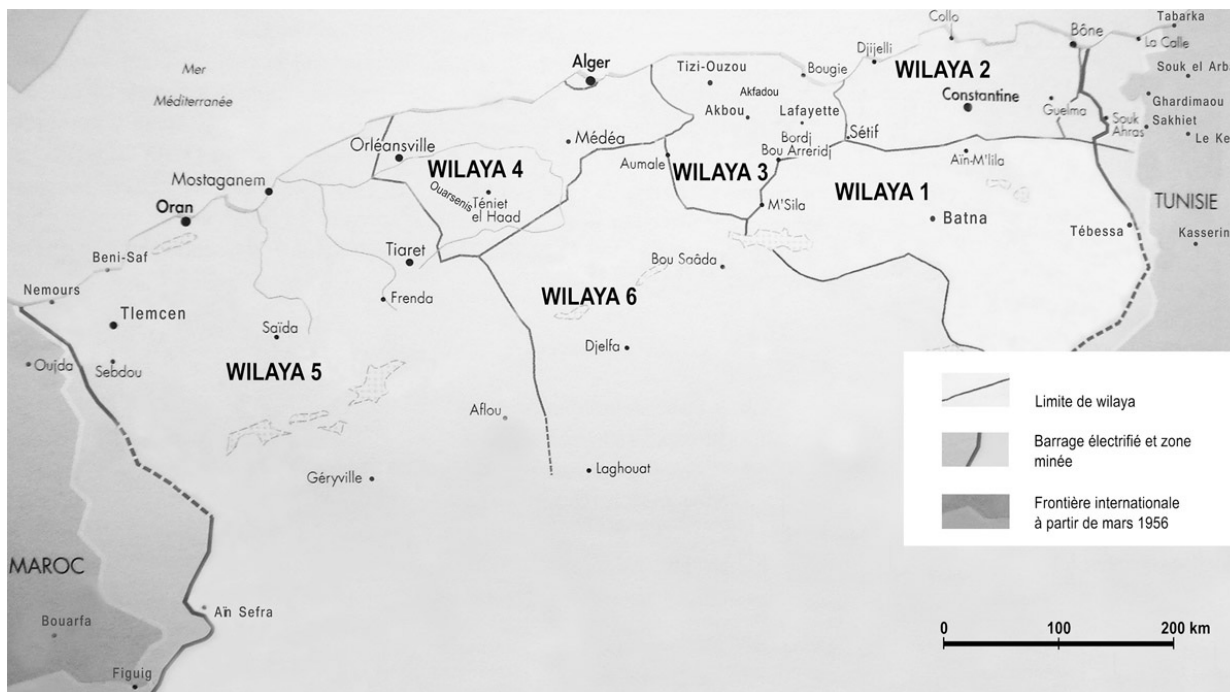 Mer
Méditerranée
Alger
Tizi-Ouzou
Bougie
Djijelli
Collo
Bône
Tabarka
La Calle
Souk el Arb
Akfadou
Akbou
Lafayette
WILAYA 2
Constantine
Guelma
Souk
Ahras
Ghardimaou
Sakhiet
Le Ke
Orléansville
Médéa
Aumale
Bordj
Bou Arreridj
Sétif
Aïn-M'lila
WILAYA 4
Ouarsenis
Téniet
el Haad
WILAYA 3
M'Sila
WILAYA 1
Batna
Tébessa
TUNISIE
Kasserin
Mostaganem
Oran
Beni-Saf
Nemours
Tlemcen
Tiaret
Frenda
Saïda
Bou Saâda
WILAYA 6
Djelfa
Oujda
Sebdou
WILAYA 5
Aflou
Géryville
Laghouat
MAROC
Bouarfa
Aïn Sefra
Figuig
Limite de wilaya
Barrage électrifié et zone
minée
Frontière internationale
à partir de mars 1956
0 100 200 km